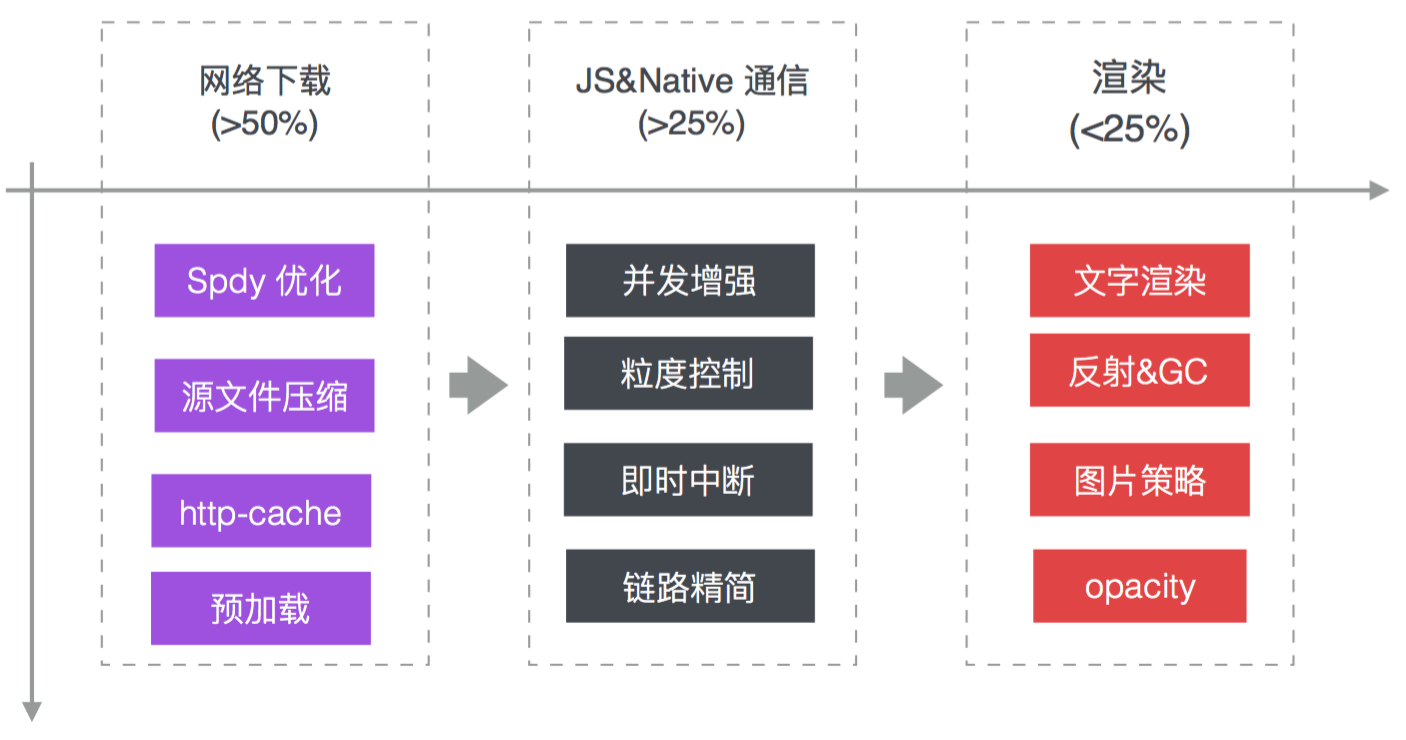 网络下载
(>50%)
JS&Native 通信
(>25%)
渲染
(<25%)
Spdy 优化
源文件压缩
http-cache
预加载
并发增强
粒度控制
即时中断
链路精简
文字渲染
反射&GC
图片策略
opacity